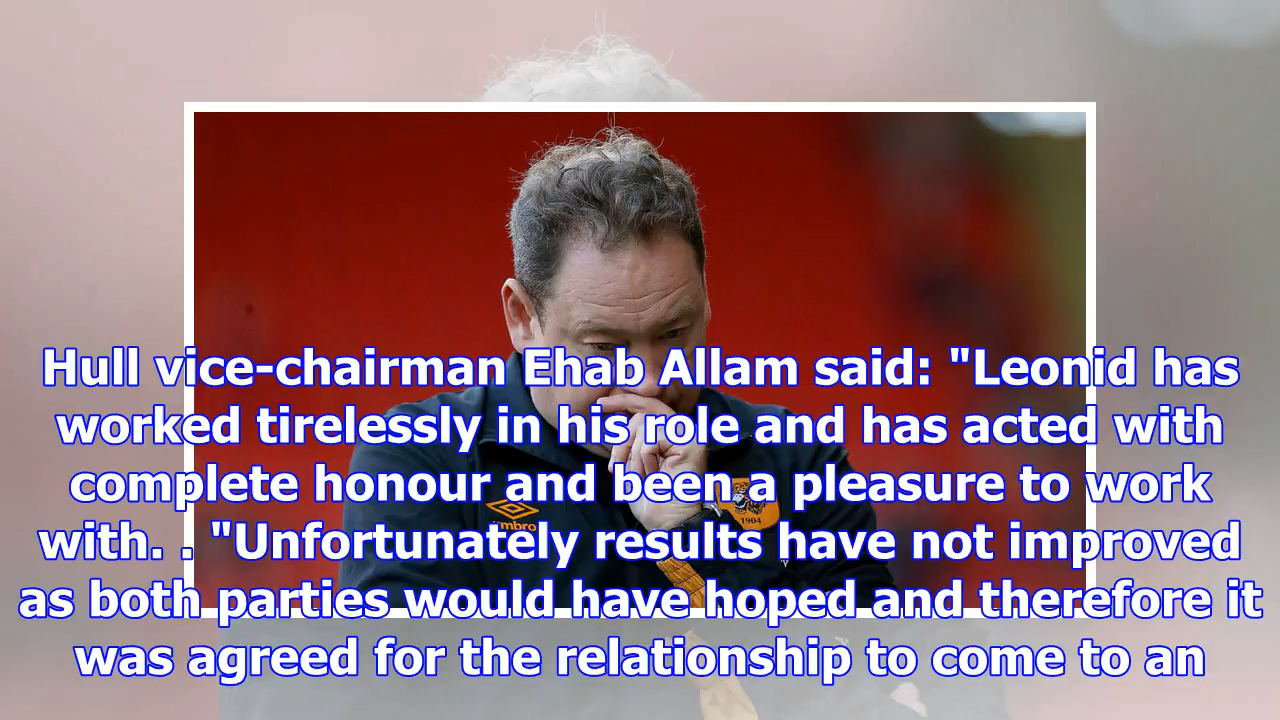 Hull vice-chairman Ehab Allam said: "Leonid has
worked tirelessly in his role and has acted with
complete honour and been a pleasure to work
with. . "Unfortunately results have not improved
as both parties would have hoped and therefore it
was agreed for the relationship to come to an
umbro
1904